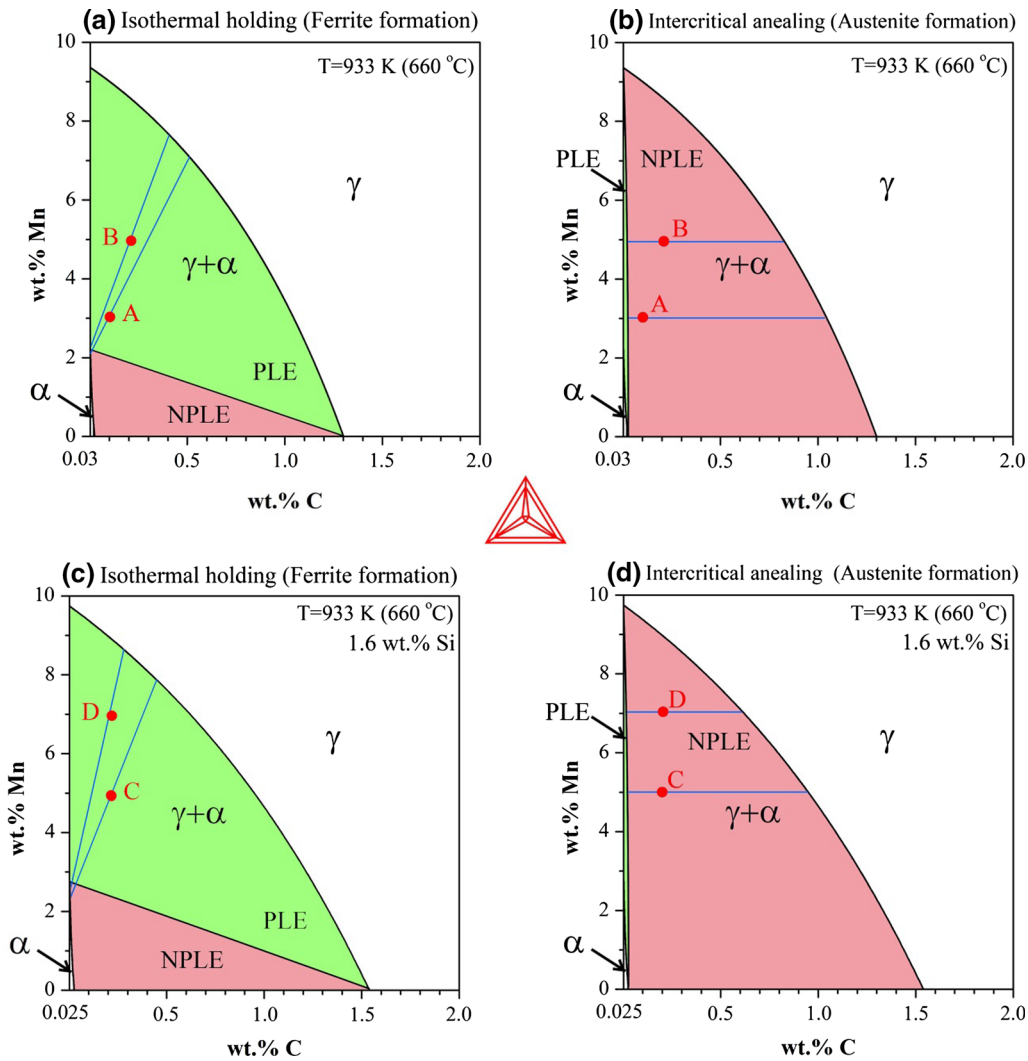 (a) Isothermal holding (Ferrite formation)
T=933 K (660 °C)
10
8
6
4
2
0
wt.% Mn
B
A
γ
γ+α
PLE
NPLE
α
0.03
0.5
1.0
1.5
2.0
wt.% C
(b) Intercritical anealing (Austenite formation)
T=933 K (660 °C)
10
8
6
4
2
0
wt.% Mn
PLE
NPLE
γ
B
γ+α
A
α
0.03
0.5
1.0
1.5
2.0
wt.% C
(c) Isothermal holding (Ferrite formation)
T=933 K (660 °C)
1.6 wt.% Si
10
8
6
4
2
0
wt.% Mn
D
C
γ
γ+α
PLE
NPLE
α
0.025
0.5
1.0
1.5
2.0
wt.% C
(d) Intercritical anealing (Austenite formation)
T=933 K (660 °C)
1.6 wt.% Si
10
8
6
4
2
0
wt.% Mn
PLE
D
NPLE
γ
C
γ+α
α
0.025
0.5
1.0
1.5
2.0
wt.% C